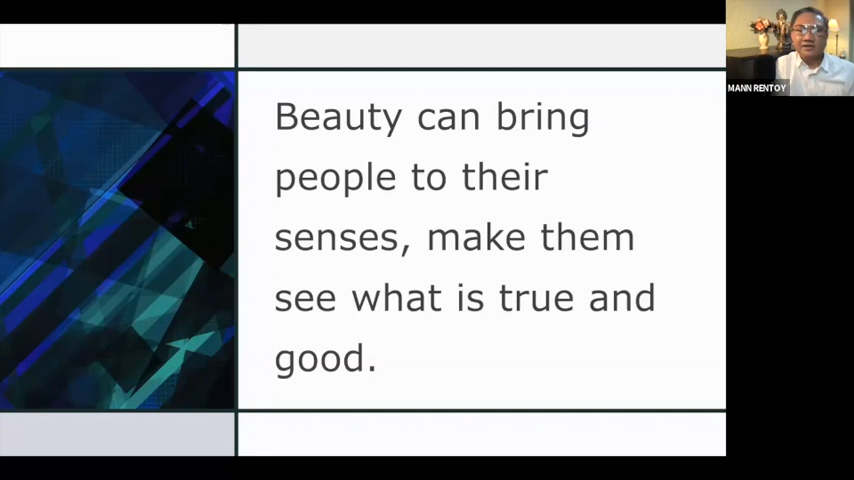 Beauty can bring
people to their
senses, make them
see what is true and
good.
MANN RENTOY